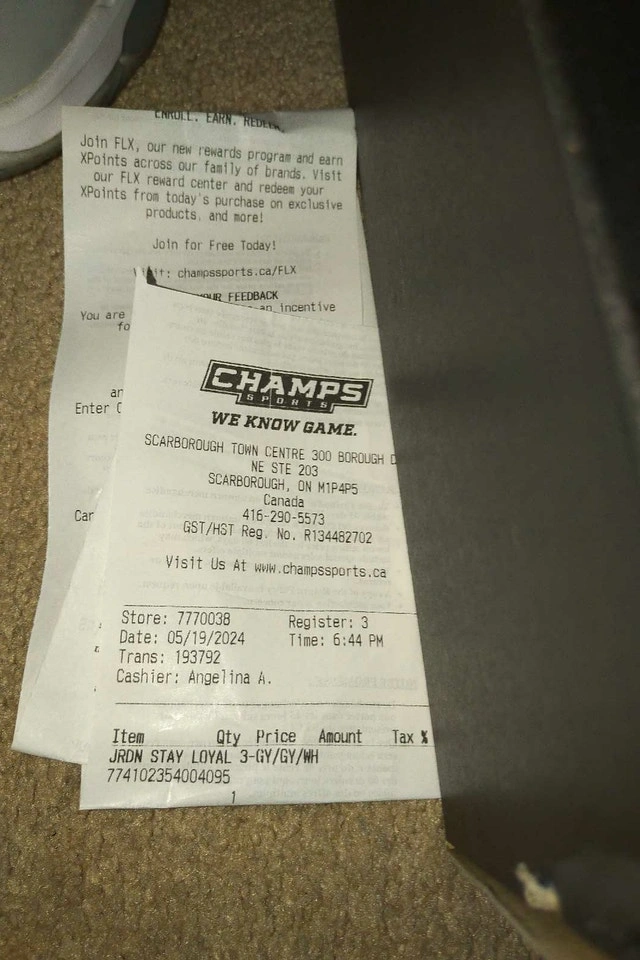 ENROLL. EARN. REDEEM.
Join FLX, our new rewards program and earn
XPoints across our family of brands. Visit
our FLX reward center and redeem your
XPoints from today's purchase on exclusive
products, and more!
Join for Free Today!
Visit: champssports.ca/FLX
YOUR FEEDBACK
an incentive
You are
fo
an
Enter
Car
CHAMPS
SPORTS
WE KNOW GAME.
SCARBOROUGH TOWN CENTRE 300 BOROUGH D
NE STE 203
SCARBOROUGH, ON M1P4P5
Canada
416-290-5573
GST/HST Reg. No. R134482702
Visit Us At www.champssports.ca
Store: 7770038 Register: 3
Date: 05/19/2024 Time: 6:44 PM
Trans: 193792
Cashier: Angelina A.
Item Qty Price Amount Tax %
JRDN STAY LOYAL 3-GY/GY/WH
774102354004095
1